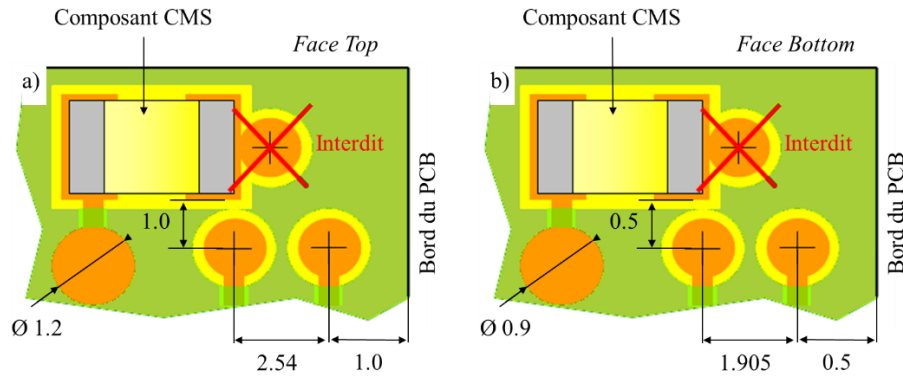 Composant CMS
Face Top
a)
Interdit
1.0
Bord du PCB
Ø 1.2
2.54
1.0
Composant CMS
Face Bottom
b)
Interdit
0.5
Bord du PCB
Ø 0.9
1.905
0.5